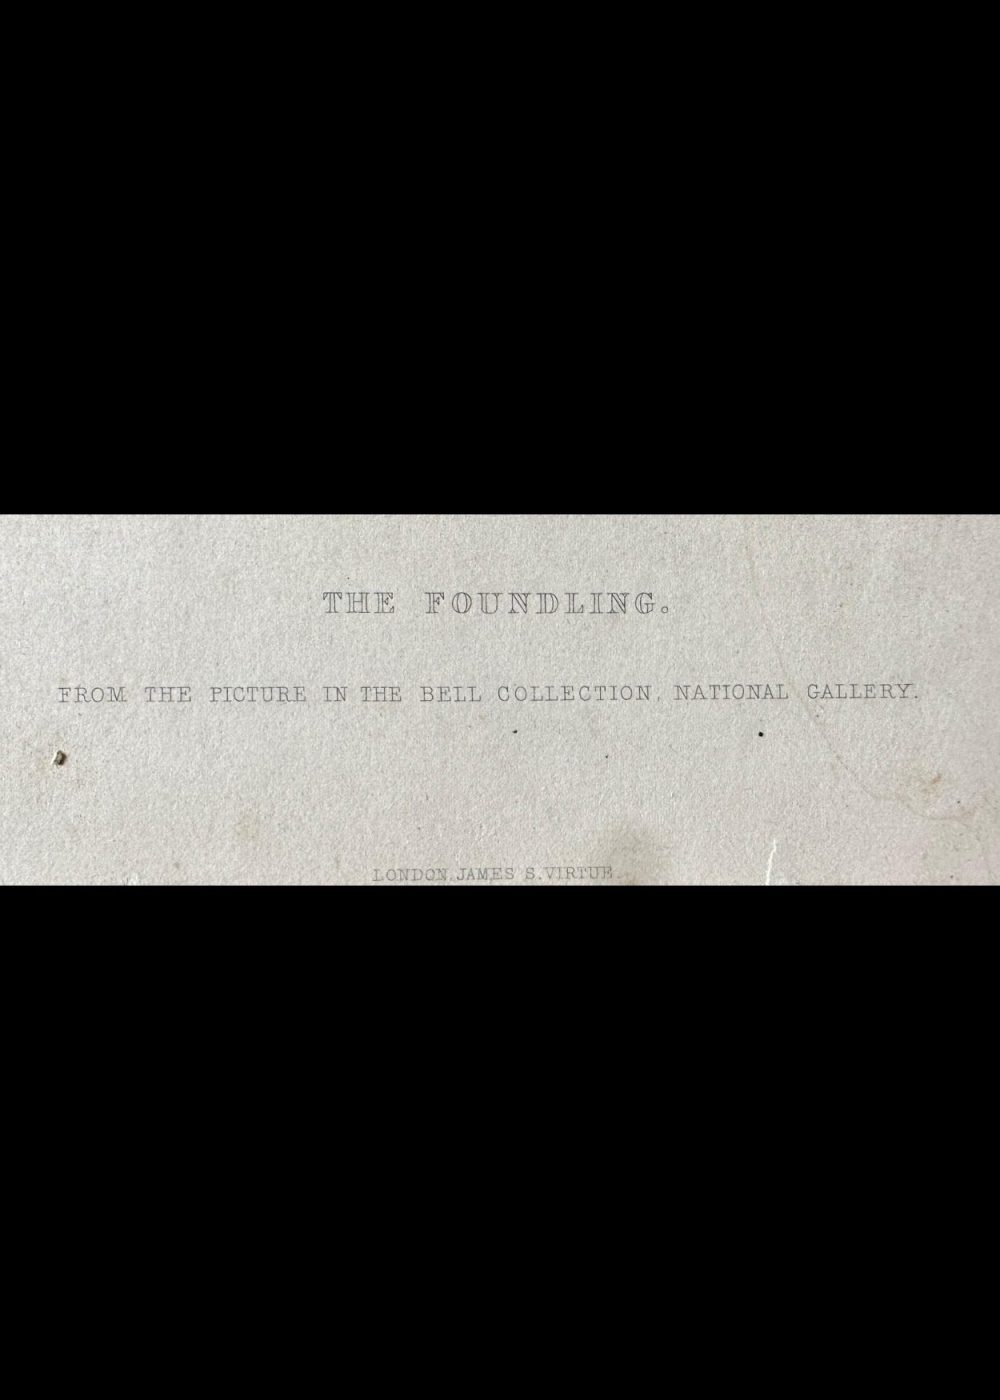 THE FOUNDLING.
FROM THE PICTURE IN THE BELL COLLECTION, NATIONAL GALLERY.
LONDON, JAMES S. VIRTUE.